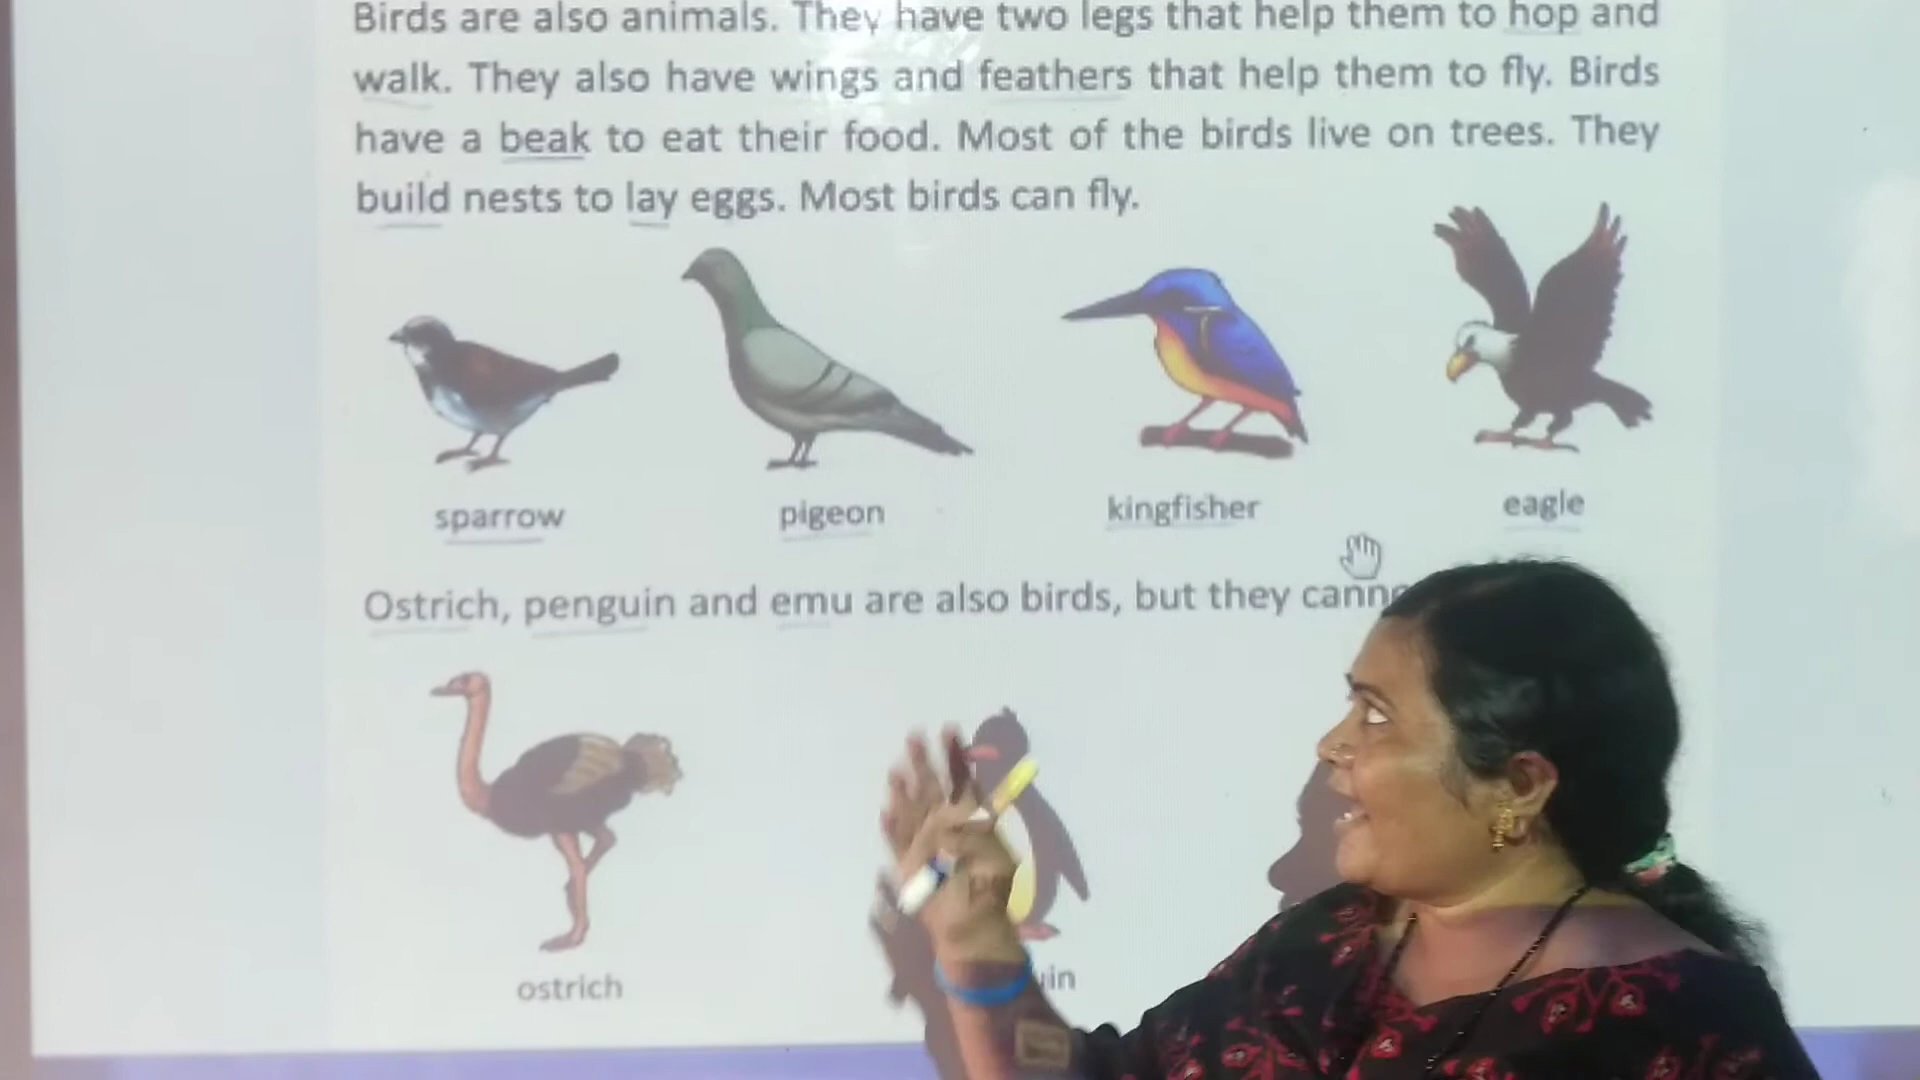 Birds are also animals. They have two legs that help them to hop and
walk. They also have wings and feathers that help them to fly. Birds
have a beak to eat their food. Most of the birds live on trees. They
build nests to lay eggs. Most birds can fly.
sparrow pigeon kingfisher eagle
Ostrich, penguin and emu are also birds, but they
ostrich